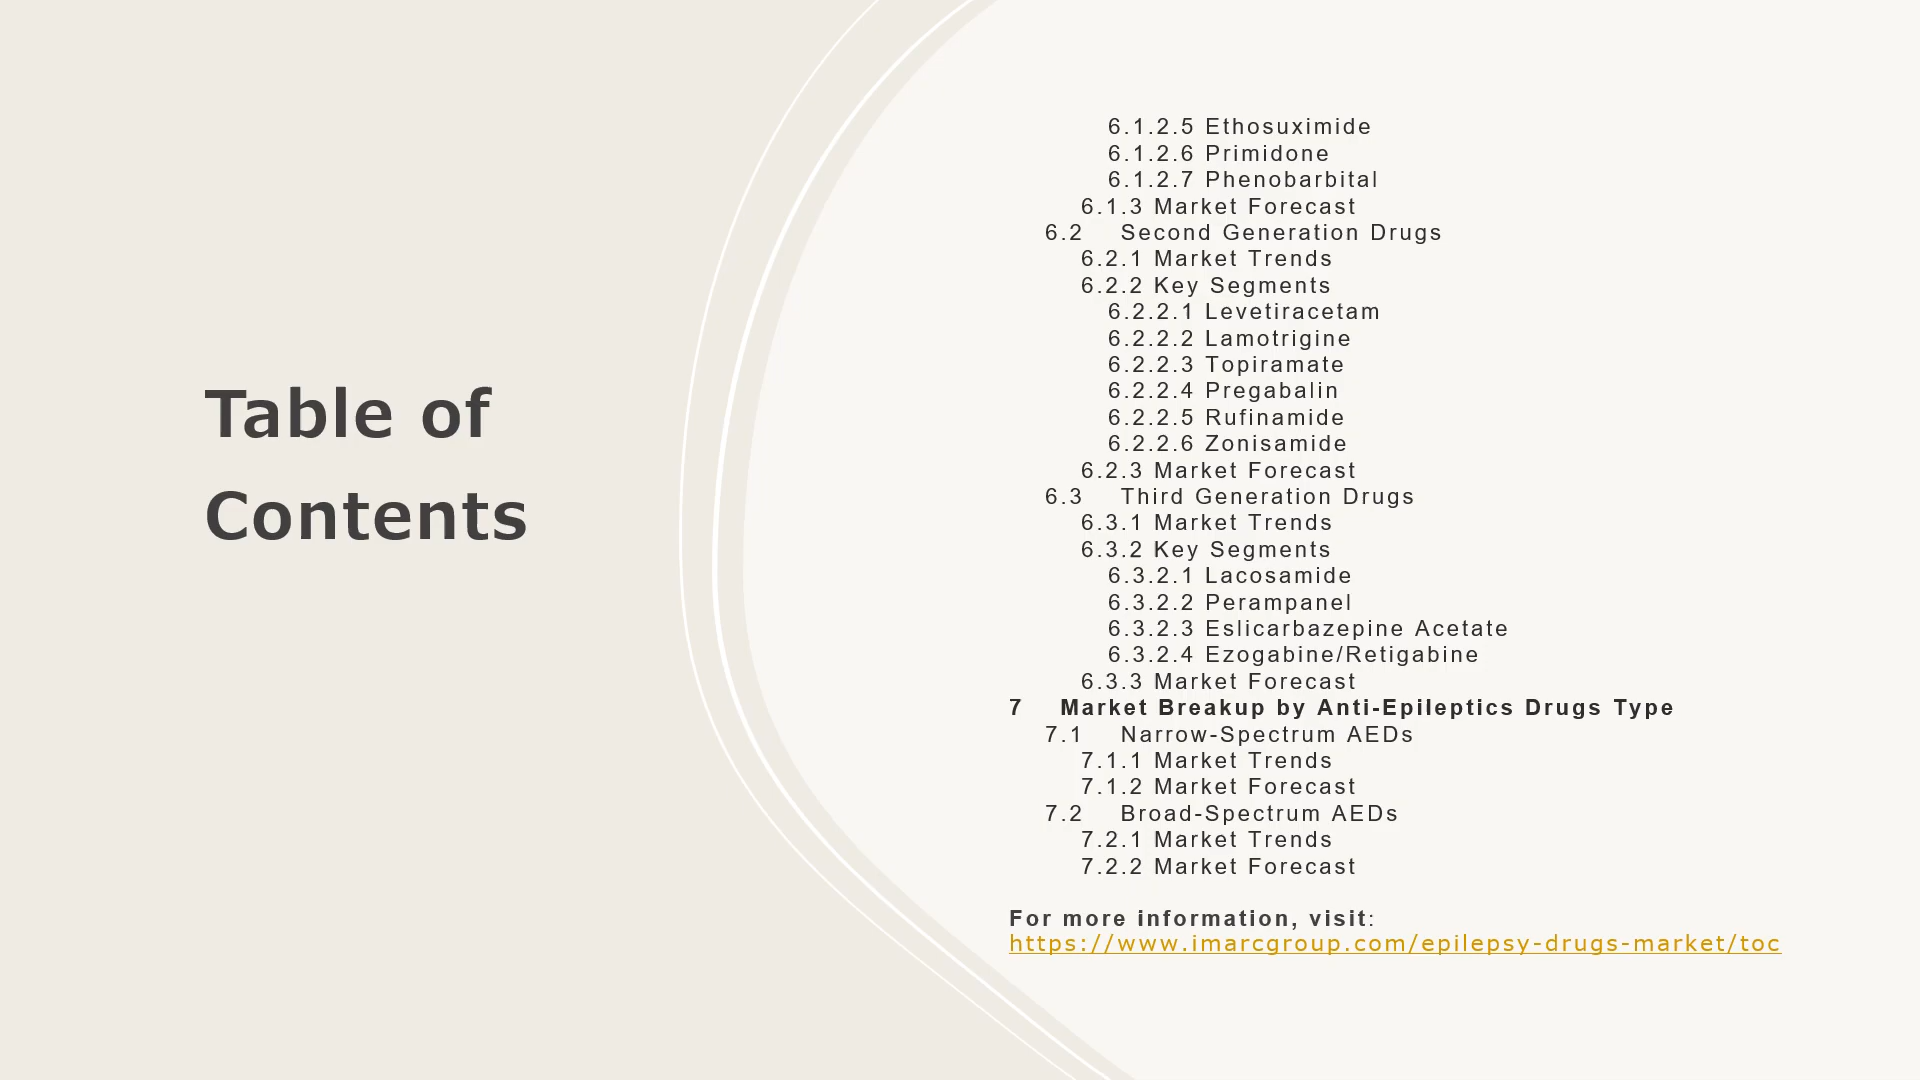 Table of
Contents
6.1.2.5 Ethosuximide
6.1.2.6 Primidone
6.1.2.7 Phenobarbital
6.1.3 Market Forecast
6.2 Second Generation Drugs
6.2.1 Market Trends
6.2.2 Key Segments
6.2.2.1 Levetiracetam
6.2.2.2 Lamotrigine
6.2.2.3 Topiramate
6.2.2.4 Pregabalin
6.2.2.5 Rufinamide
6.2.2.6 Zonisamide
6.2.3 Market Forecast
6.3 Third Generation Drugs
6.3.1 Market Trends
6.3.2 Key Segments
6.3.2.1 Lacosamide
6.3.2.2 Perampanel
6.3.2.3 Eslicarbazepine Acetate
6.3.2.4 Ezogabine/Retigabine
6.3.3 Market Forecast
7 Market Breakup by Anti-Epileptics Drugs Type
7.1 Narrow-Spectrum AEDs
7.1.1 Market Trends
7.1.2 Market Forecast
7.2 Broad-Spectrum AEDs
7.2.1 Market Trends
7.2.2 Market Forecast
For more information, visit:
https://www.imarcgroup.com/epilepsy-drugs-market/toc